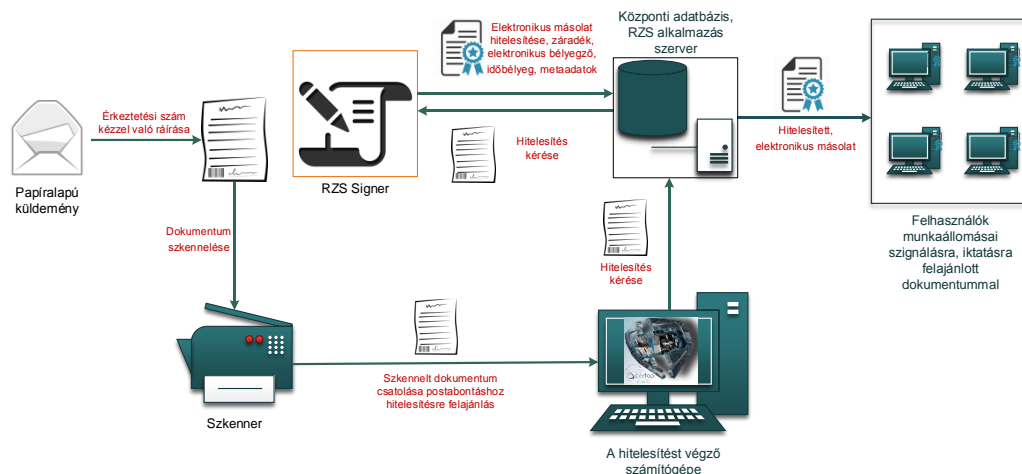 Elektronikus másolat
hitelesítése, záradék,
elektronikus bélyegző,
időbélyeg, metaadatok
Központi adatbázis,
RZS alkalmazás
szerver
Érkeztetési szám
kézzel való ráírása
Hitelesítés
kérése
Hitelesített,
elektronikus másolat
Papíralapú
küldemény
RZS Signer
Felhasználók
munkaállomásai
szignálásra, iktatásra
felajánlott
dokumentummal
Dokumentum
szkennelése
Hitelesítés
kérése
Szkennelt dokumentum
csatolása postabontáshoz
hitelesítésre felajánlás
Szkenner
A hitelesítést végző
számítógépe